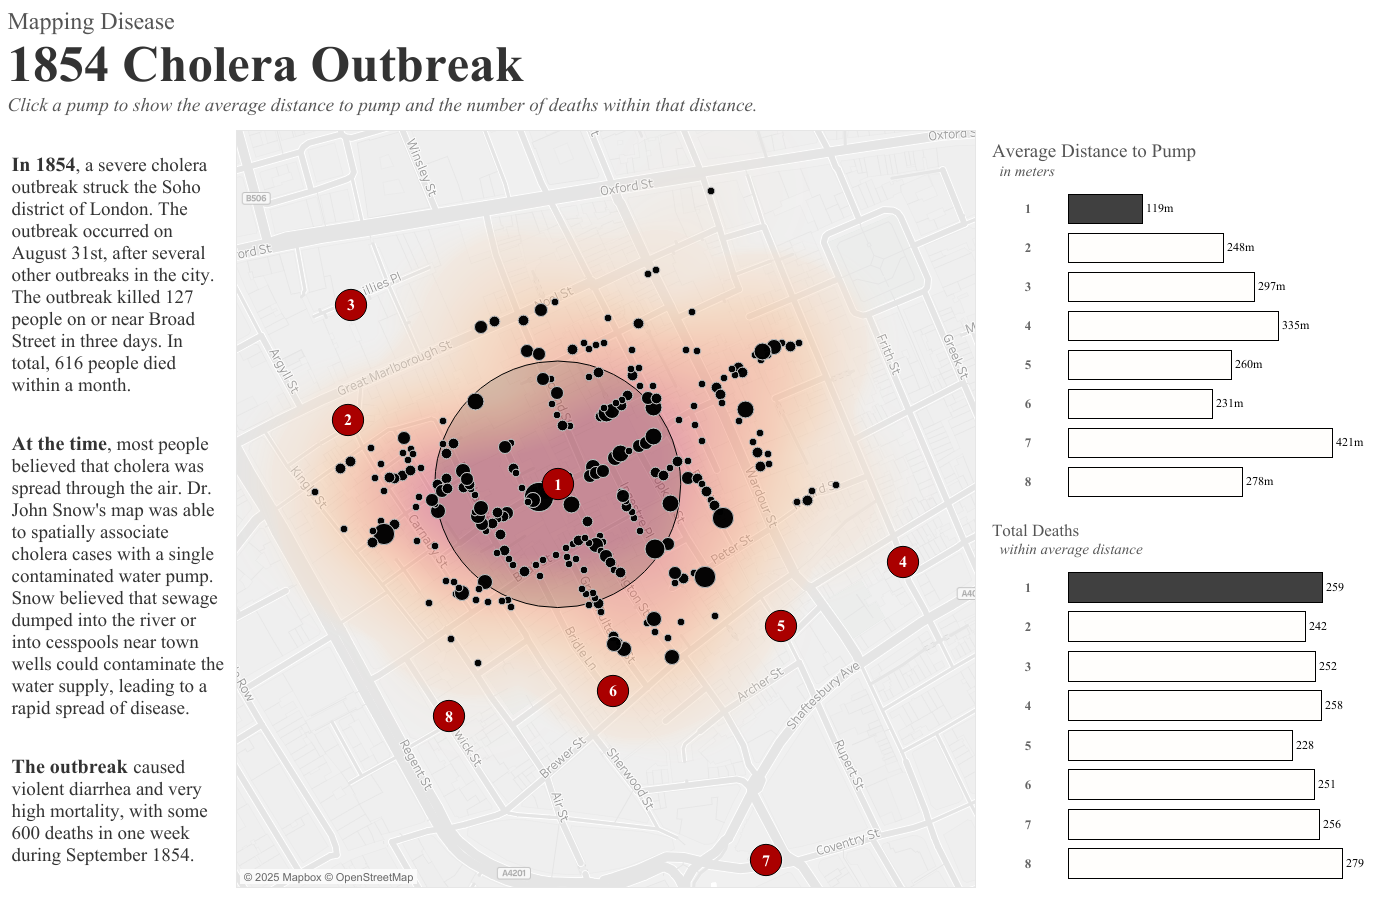 Mapping Disease
1854 Cholera Outbreak
Click a pump to show the average distance to pump and the number of deaths within that distance.
In 1854, a severe cholera
outbreak struck the Soho
district of London. The
outbreak occurred on
August 31st, after several
other outbreaks in the city.
The outbreak killed 127
people on or near Broad
Street in three days. In
total, 616 people died
within a month.
At the time, most people
believed that cholera was
spread through the air. Dr.
John Snow's map was able
to spatially associate
cholera cases with a single
contaminated water pump.
Snow believed that sewage
dumped into the river or
into cesspools near town
wells could contaminate the
water supply, leading to a
rapid spread of disease.
The outbreak caused
violent diarrhea and very
high mortality, with some
600 deaths in one week
during September 1854.
Oxford S
Winsley St
Oxford St
B506
ord St
illies Pl
3
Argyll St
Great Marlborough St
Frith St
Greek St
2
Kingly St
1
Wardour St
Carnaby St
Peter St
4
A40
5
Bridle Ln
6
Archer St
Shaftesbury Ave
Row
8
wick St
Regent St
Brewer St
Sherwood St
Rupert St
Air St
7
Coventry St
A4201
© 2025 Mapbox © OpenStreetMap
Average Distance to Pump
in meters
1 119m
2 248m
3 297m
4 335m
5 260m
6 231m
7 421m
8 278m
Total Deaths
within average distance
1 259
2 242
3 252
4 258
5 228
6 251
7 256
8 279